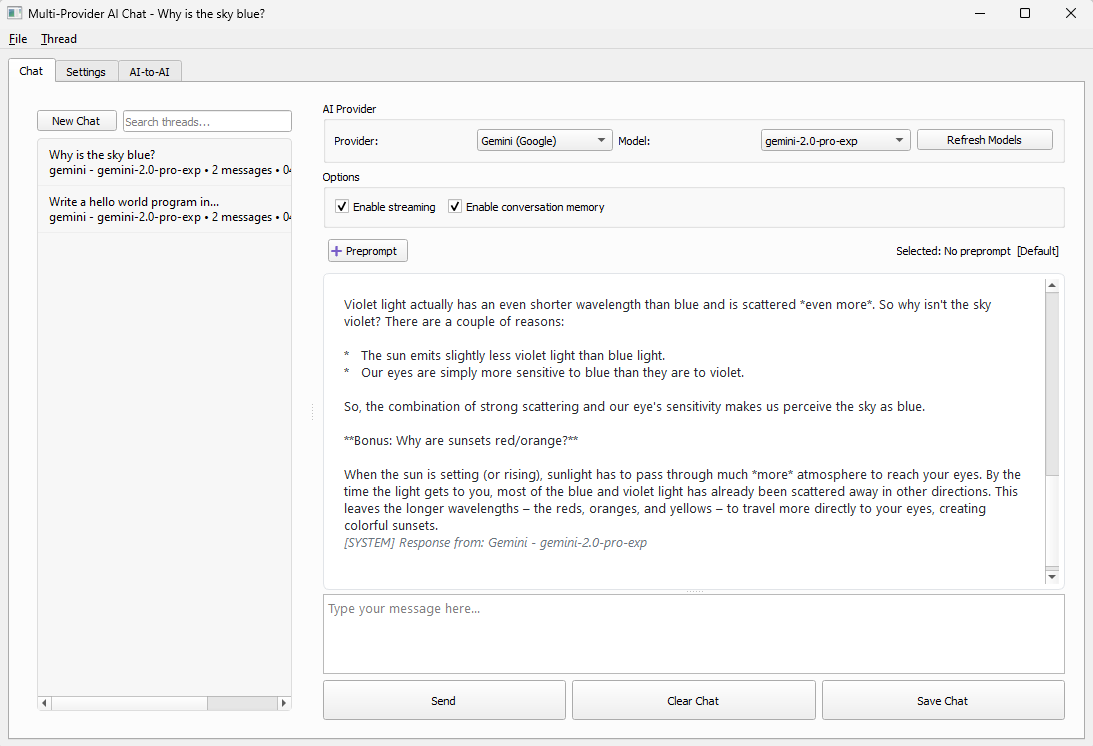 Multi-Provider AI Chat - Why is the sky blue?
File Thread
Chat Settings AI-to-AI
New Chat Search threads...
Why is the sky blue?
gemini - gemini-2.0-pro-exp • 2 messages • 04
Write a hello world program in...
gemini - gemini-2.0-pro-exp • 2 messages • 04
AI Provider
Provider: Gemini (Google) Model: gemini-2.0-pro-exp Refresh Models
Options
Enable streaming Enable conversation memory
+ Preprompt Selected: No preprompt [Default]
Violet light actually has an even shorter wavelength than blue and is scattered *even more*. So why isn't the sky
violet? There are a couple of reasons:
* The sun emits slightly less violet light than blue light.
* Our eyes are simply more sensitive to blue than they are to violet.
So, the combination of strong scattering and our eye's sensitivity makes us perceive the sky as blue.
**Bonus: Why are sunsets red/orange?**
When the sun is setting (or rising), sunlight has to pass through much *more* atmosphere to reach your eyes. By the
time the light gets to you, most of the blue and violet light has already been scattered away in other directions. This
leaves the longer wavelengths – the reds, oranges, and yellows – to travel more directly to your eyes, creating
colorful sunsets.
[SYSTEM] Response from: Gemini - gemini-2.0-pro-exp
Type your message here...
Send Clear Chat Save Chat